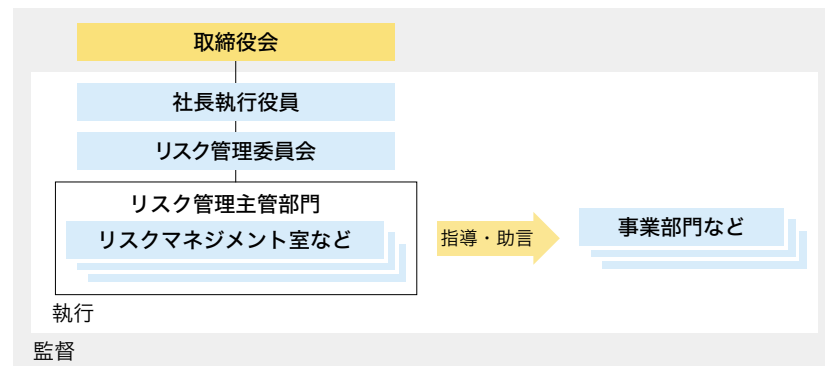 取締役会
社長執行役員
リスク管理委員会
リスク管理主管部門
リスクマネジメント室など
指導・助言
事業部門など
執行
監督